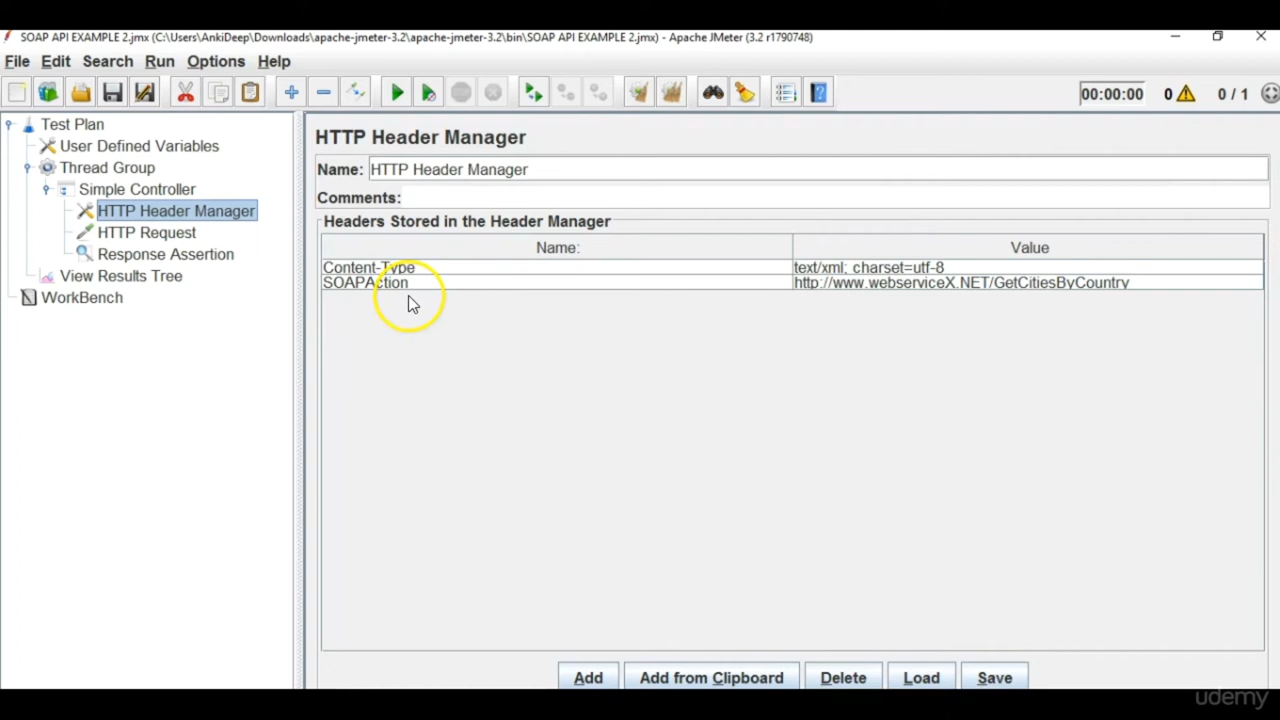 SOAP API EXAMPLE 2.jmx (C:\Users\AnkiDeep\Downloads\apache-jmeter-3.2\apache-jmeter-3.2\bin\SOAP API EXAMPLE 2.jmx) - Apache JMeter (3.2 r1790748)
File Edit Search Run Options Help
00:00:00 0 0 / 1
Test Plan
User Defined Variables
Thread Group
Simple Controller
HTTP Header Manager
HTTP Request
Response Assertion
View Results Tree
WorkBench
HTTP Header Manager
Name: HTTP Header Manager
Comments:
Headers Stored in the Header Manager
Name: Value
Content-Type text/xml; charset=utf-8
SOAPAction http://www.webserviceX.NET/GetCitiesByCountry
Add Add from Clipboard Delete Load Save
udemy